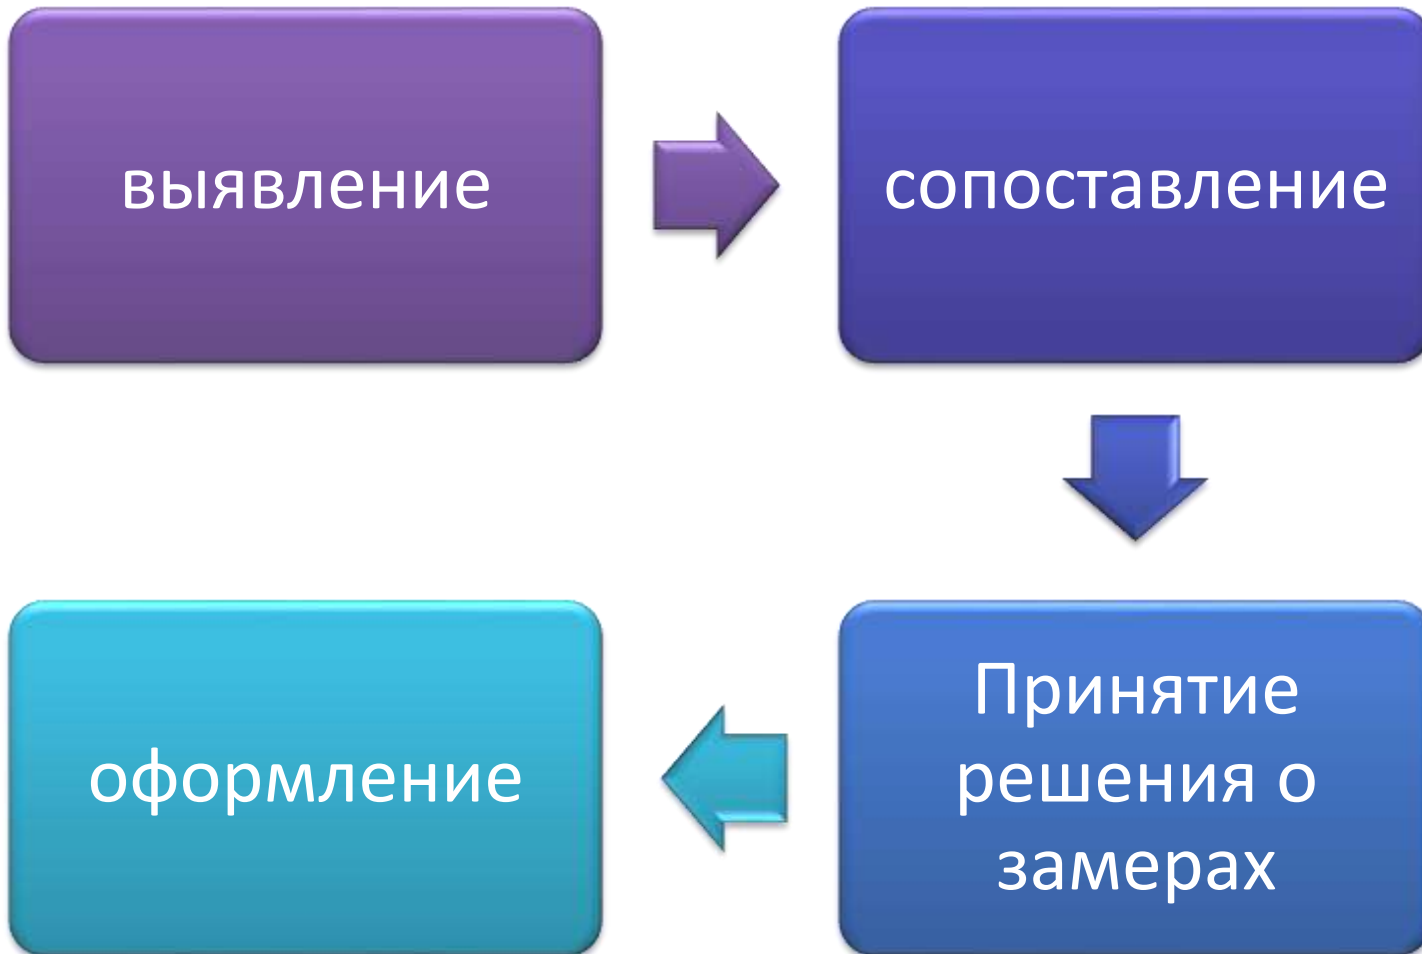 выявление
сопоставление
Принятие
решения о
замерах
оформление